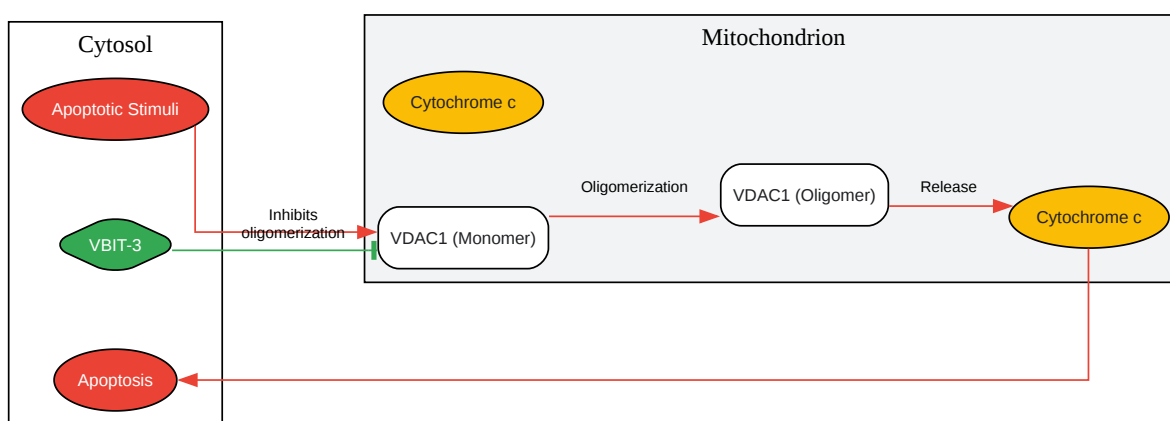 Cytosol
Mitochondrion
Apoptotic Stimuli
Cytochrome c
Oligomerization
VDAC1 (Oligomer)
Release
Inhibits
oligomerization
VDAC1 (Monomer)
Cytochrome c
VBIT-3
Apoptosis